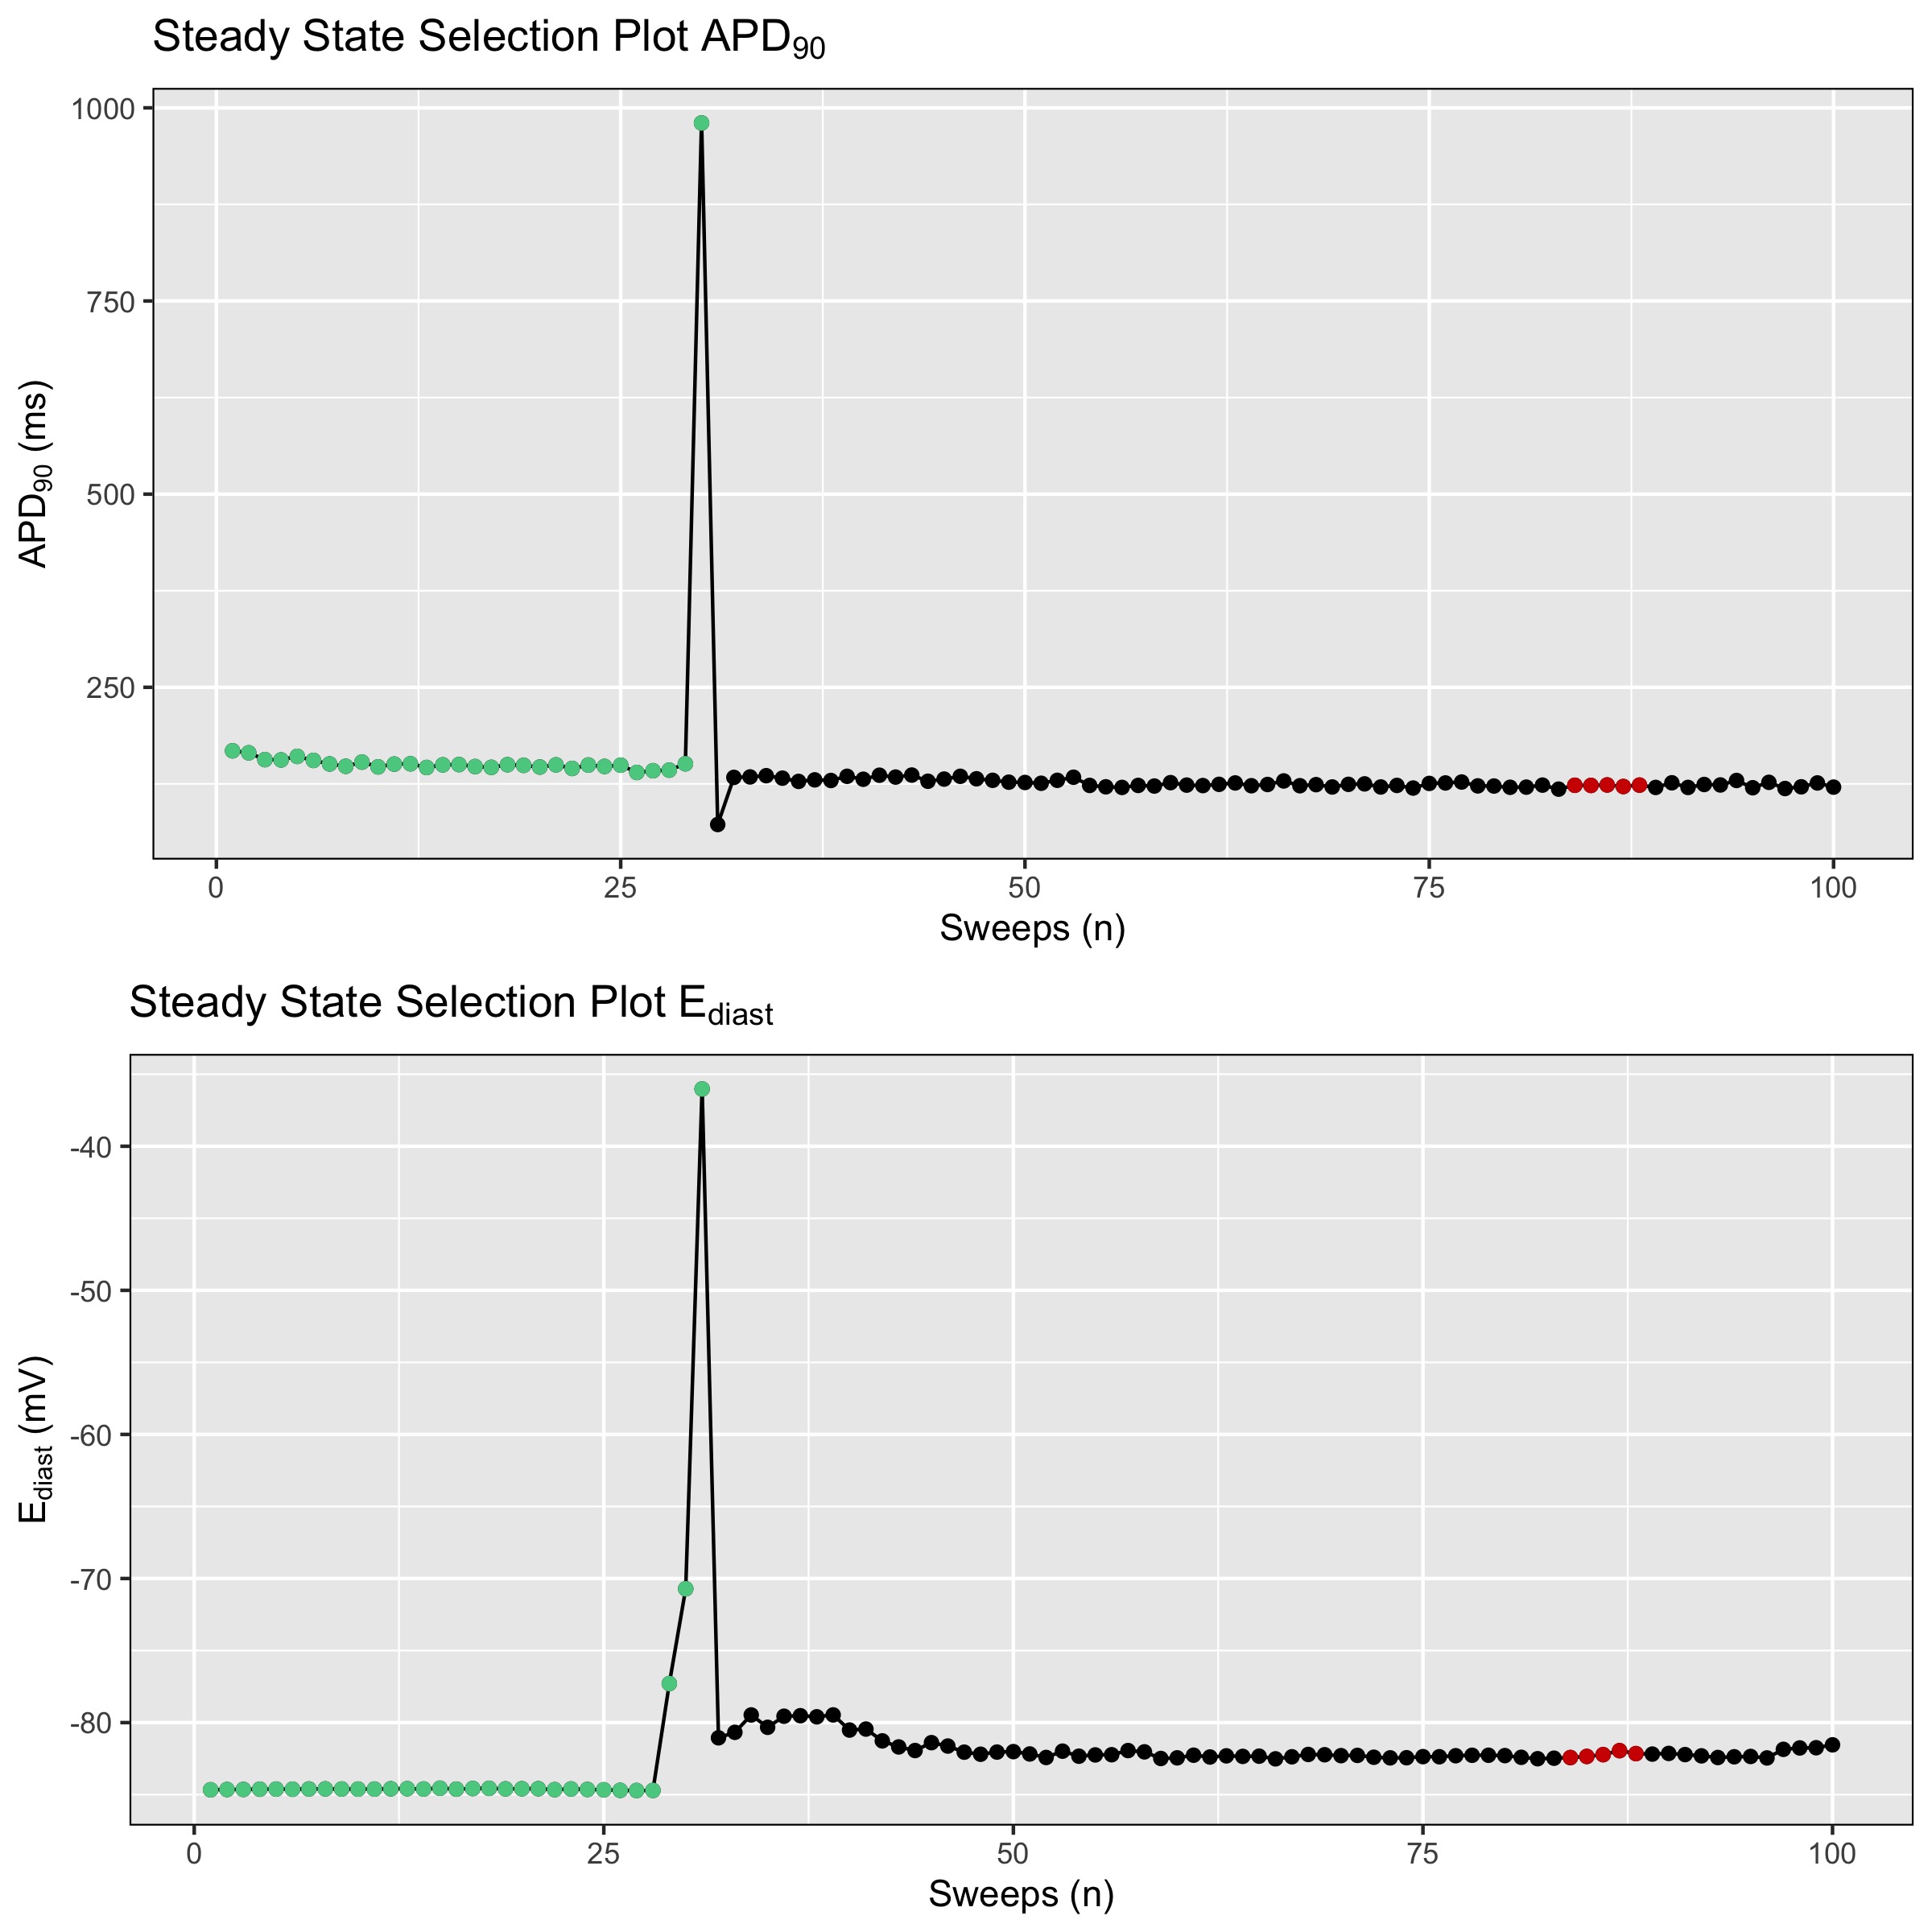 Steady State Selection Plot APD90
1000
750
500
250
APD90 (ms)
0 25 50 75 100
Sweeps (n)
Steady State Selection Plot Ediast
-40
-50
-60
-70
-80
Ediast (mV)
0 25 50 75 100
Sweeps (n)